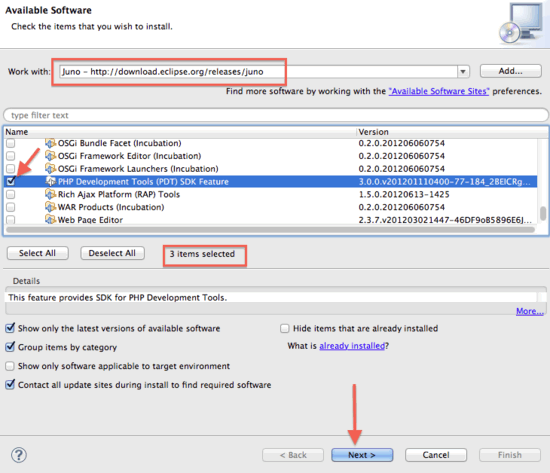 Available Software
Check the items that you wish to install.
Work with: Juno - http://download.eclipse.org/releases/juno Add...
Find more software by working with the "Available Software Sites" preferences.
type filter text
Name Version
OSGi Bundle Facet (Incubation) 0.2.0.201206060754
OSGi Framework Editor (Incubation) 0.2.0.201206060754
OSGi Framework Launchers (Incubation) 0.2.0.201206060754
PHP Development Tools (PDT) SDK Feature 3.0.0.v201201110400-77-184_2BEICRg...
Rich Ajax Platform (RAP) Tools 1.5.0.20120613-1425
WAR Products (Incubation) 0.2.0.201206060754
Web Page Editor 2.3.7.v201203021447-46DF9oB5896E6J...
Select All Deselect All 3 items selected
Details
This feature provides SDK for PHP Development Tools.
More...
Show only the latest versions of available software Hide items that are already installed
Group items by category What is already installed?
Show only software applicable to target environment
Contact all update sites during install to find required software
? < Back Next > Cancel Finish